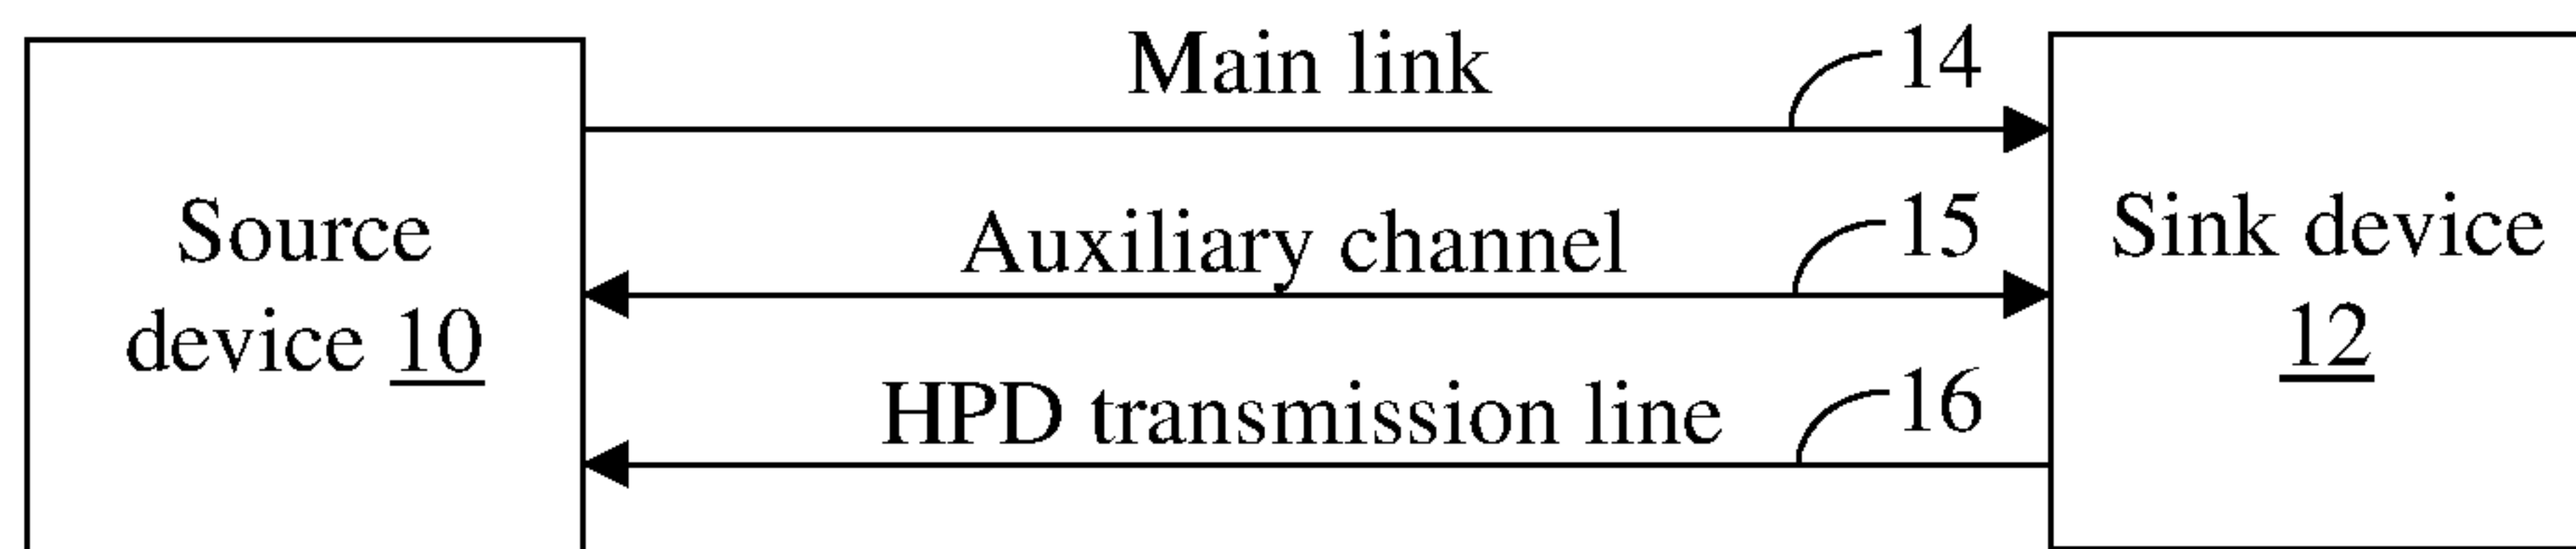 Main link
14
Source
device 10
Auxiliary channel
15
Sink device
12
HPD transmission line
16